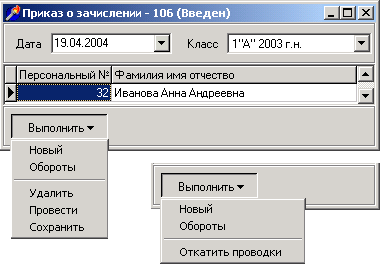 Приказ о зачислении - 106 (Введен)
Дата 19.04.2004 Класс 1"А" 2003 г.н.
Персональный № Фамилия имя отчество
32 Иванова Анна Андреевна
Выполнить
Новый
Обороты
Удалить
Провести
Сохранить
Выполнить
Новый
Обороты
Откатить проводки